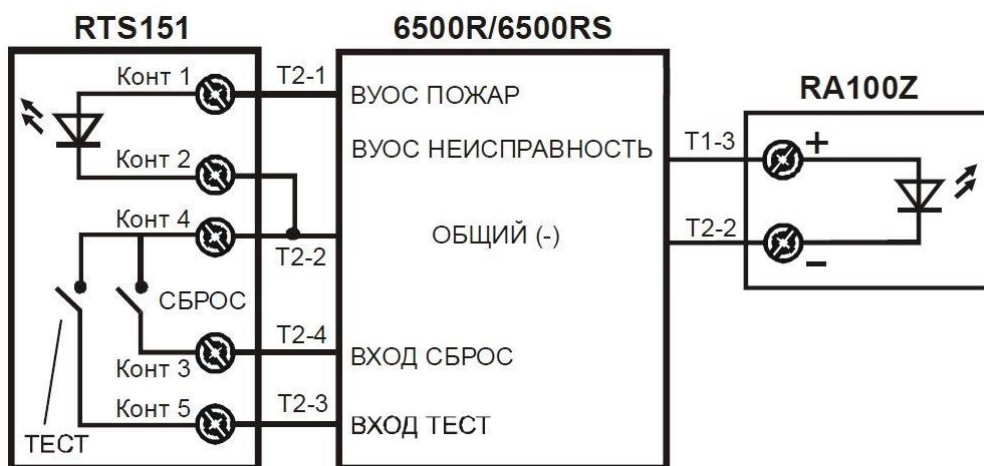 RTS151
6500R/6500RS
RA100Z
Конт 1
T2-1
ВУОС ПОЖАР
ВУОС НЕИСПРАВНОСТЬ
T1-3
+
Конт 2
Конт 4
T2-2
ОБЩИЙ (-)
T2-2
–
СБРОС
T2-4
ВХОД СБРОС
Конт 3
Конт 5
T2-3
ВХОД ТЕСТ
ТЕСТ